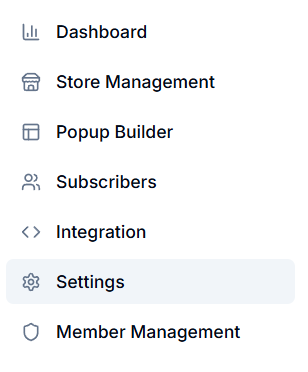 Dashboard
Store Management
Popup Builder
Subscribers
Integration
Settings
Member Management